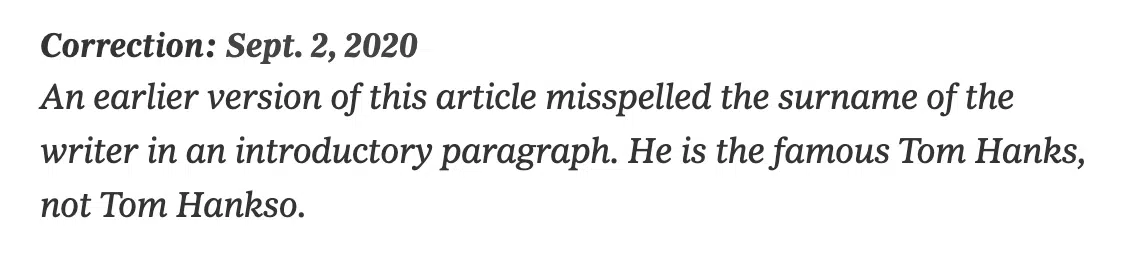 Correction: Sept. 2, 2020
An earlier version of this article misspelled the surname of the
writer in an introductory paragraph. He is the famous Tom Hanks,
not Tom Hankso.